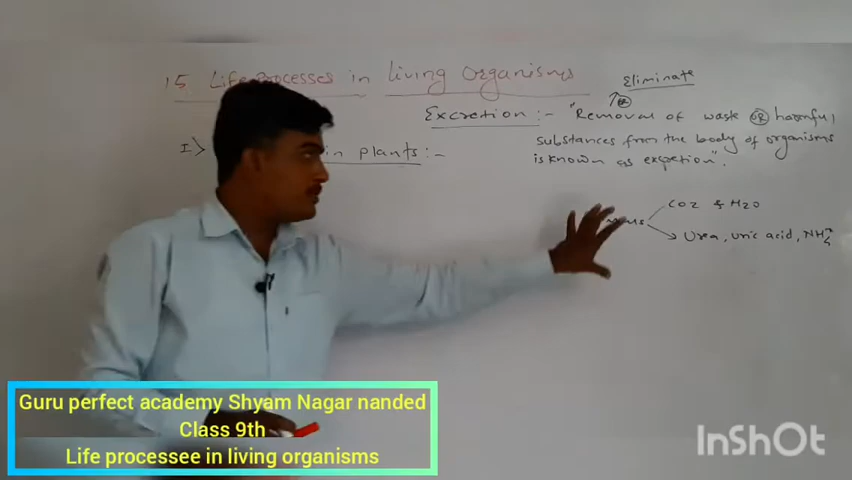 15. Life Processes in living Organisms
Eliminate
Excretion :- "Removal of waste OR harmful
substances from the body of organisms
is known as excretion".
I> in plants :-
CO2 & H2O
Urea, uric acid, NH4+
Guru perfect academy Shyam Nagar nanded
Class 9th
Life processee in living organisms
InShOt